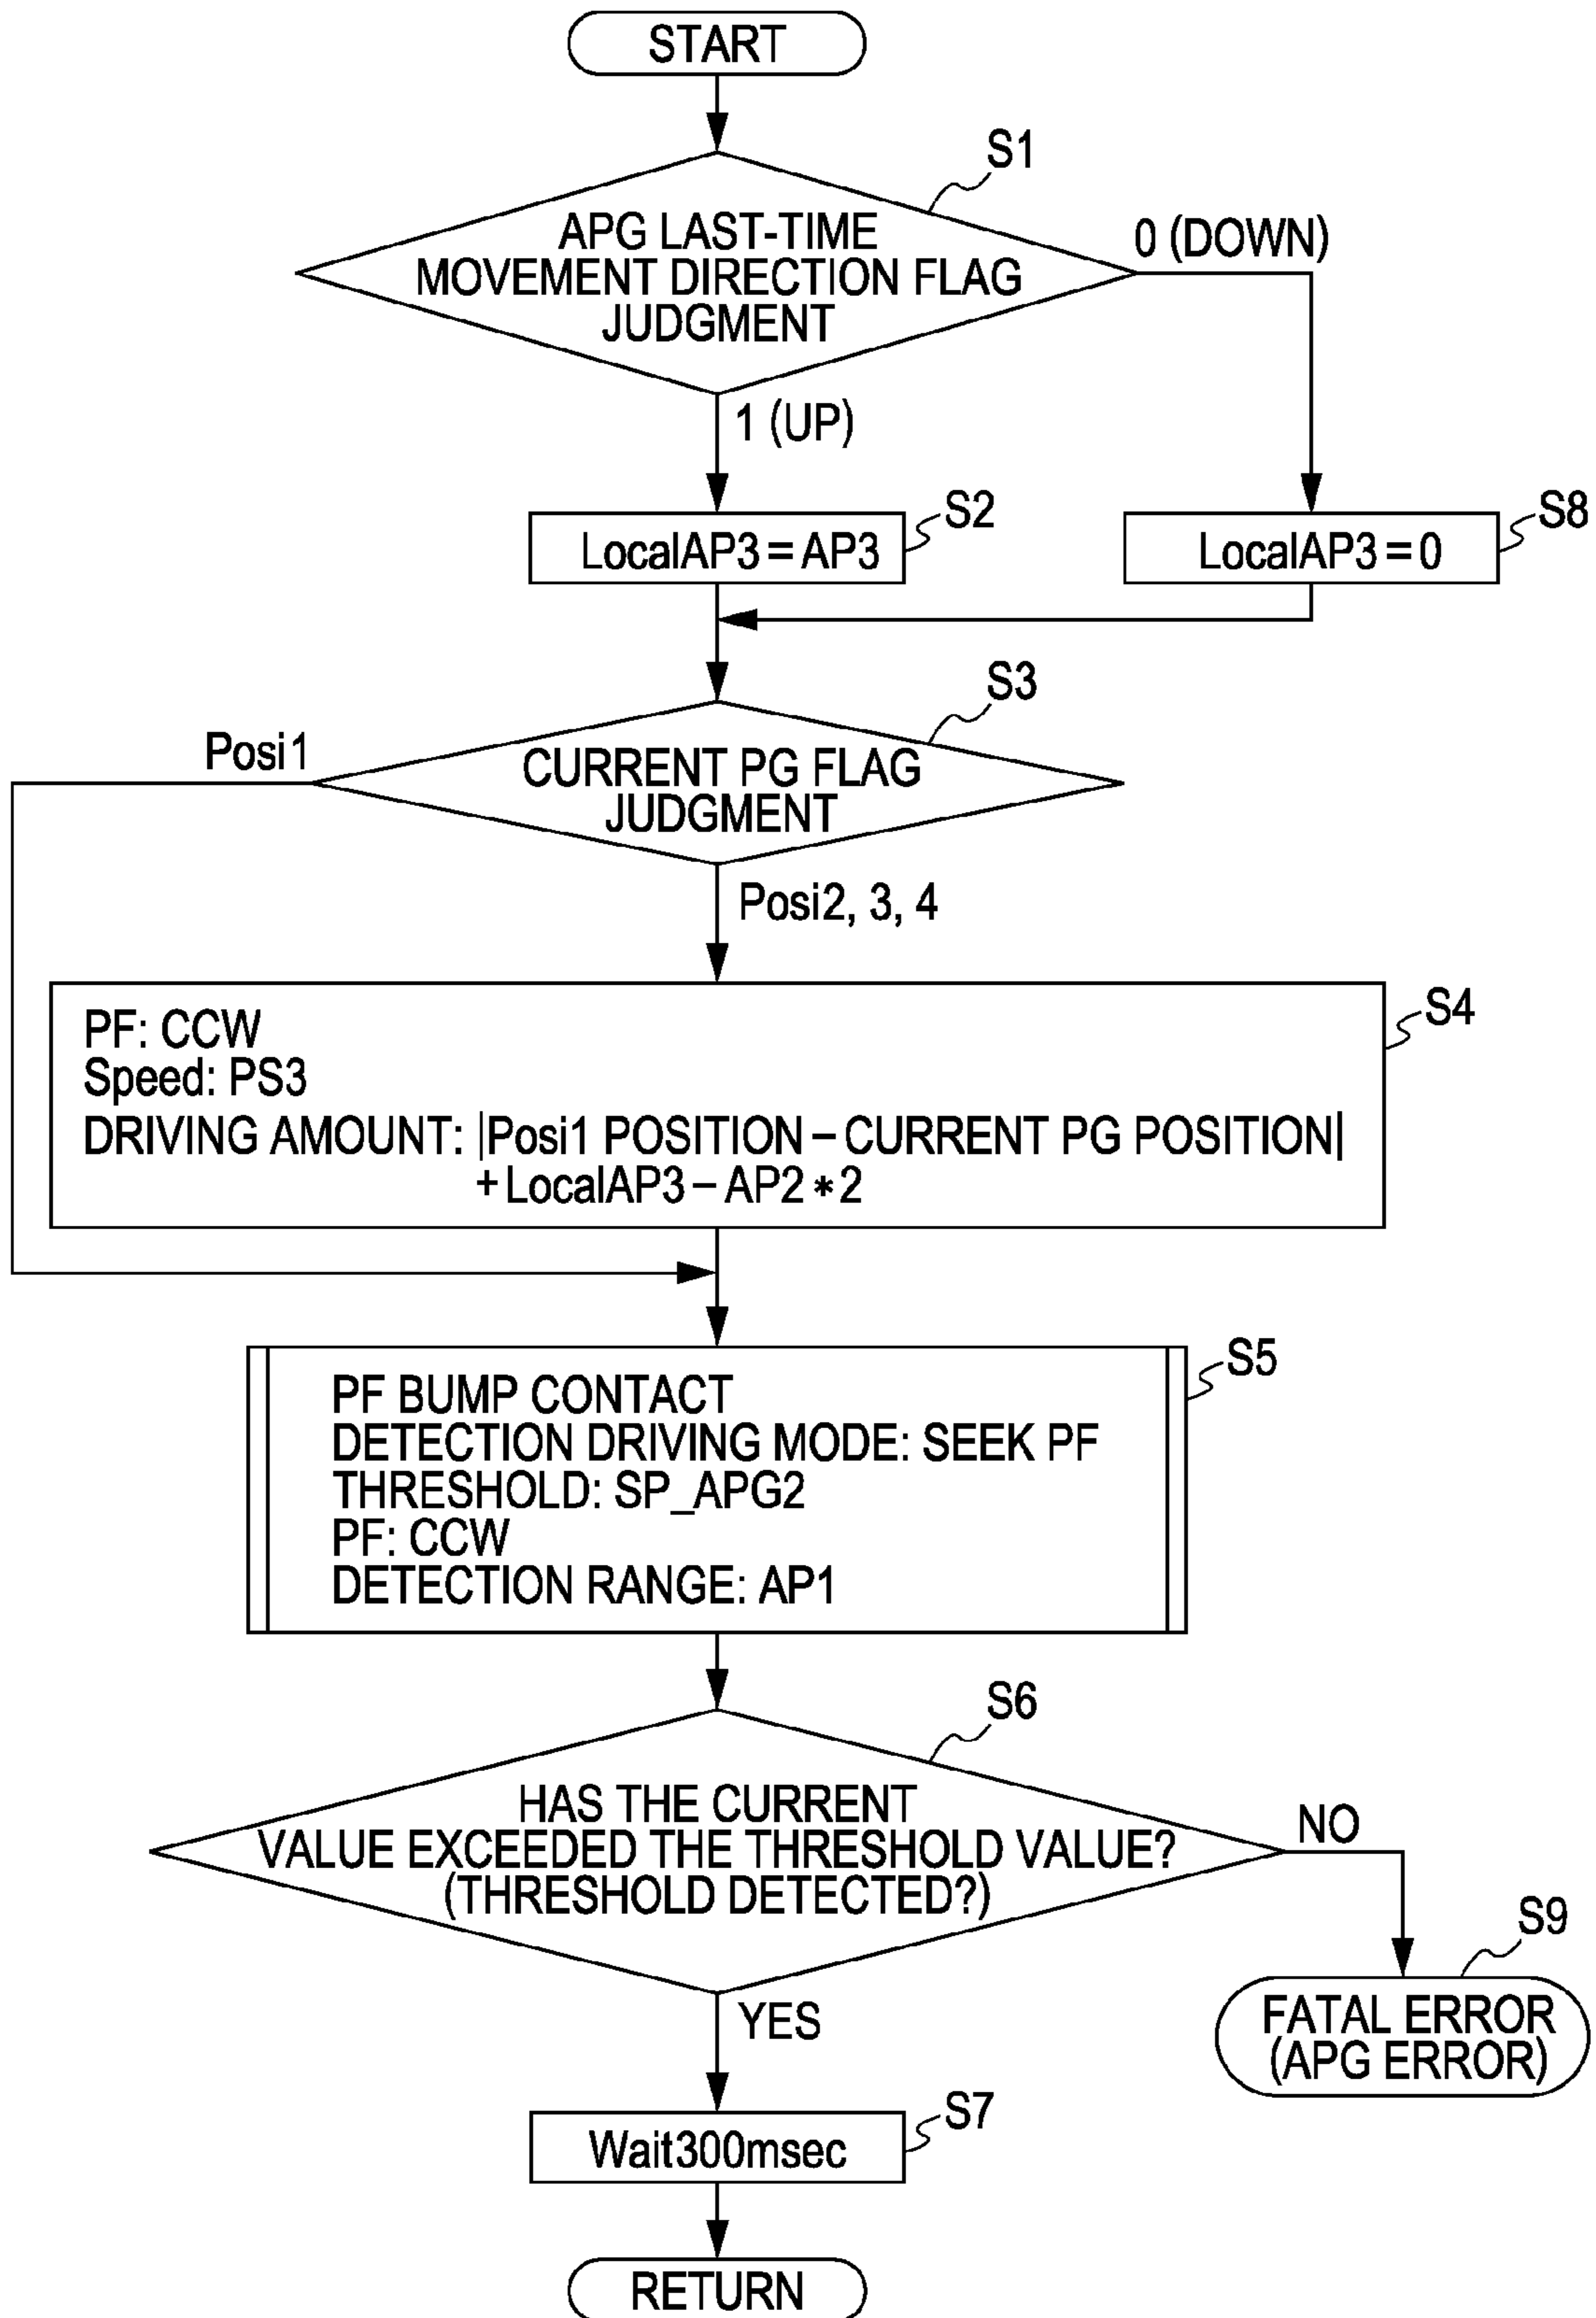 START
S1
APG LAST-TIME
MOVEMENT DIRECTION FLAG
JUDGMENT
0 (DOWN)
1 (UP)
S2
LocalAP3 = AP3
S8
LocalAP3 = 0
S3
Posi1
CURRENT PG FLAG
JUDGMENT
Posi2, 3, 4
S4
PF: CCW
Speed: PS3
DRIVING AMOUNT: |Posi1 POSITION – CURRENT PG POSITION|
+ LocalAP3 – AP2 * 2
S5
PF BUMP CONTACT
DETECTION DRIVING MODE: SEEK PF
THRESHOLD: SP_APG2
PF: CCW
DETECTION RANGE: AP1
S6
HAS THE CURRENT
VALUE EXCEEDED THE THRESHOLD VALUE?
(THRESHOLD DETECTED?)
NO
S9
FATAL ERROR
(APG ERROR)
YES
S7
Wait300msec
RETURN